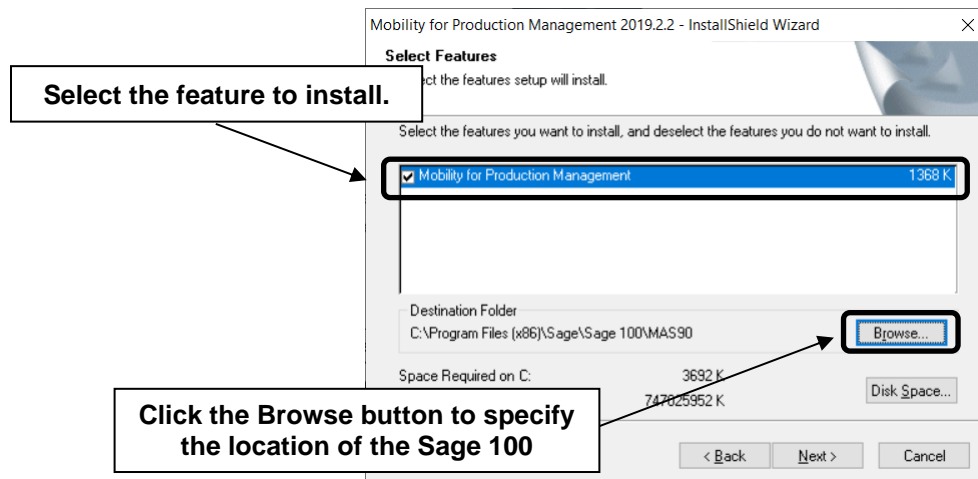 Mobility for Production Management 2019.2.2 - InstallShield Wizard
Select Features
Select the feature to install.
ect the features setup will install.
Select the features you want to install, and deselect the features you do not want to install.
Mobility for Production Management 1368 K
Destination Folder
C:\Program Files (x86)\Sage\Sage 100\MAS90
Browse...
Space Required on C: 3692 K
747025952 K
Disk Space...
Click the Browse button to specify
the location of the Sage 100
< Back Next > Cancel